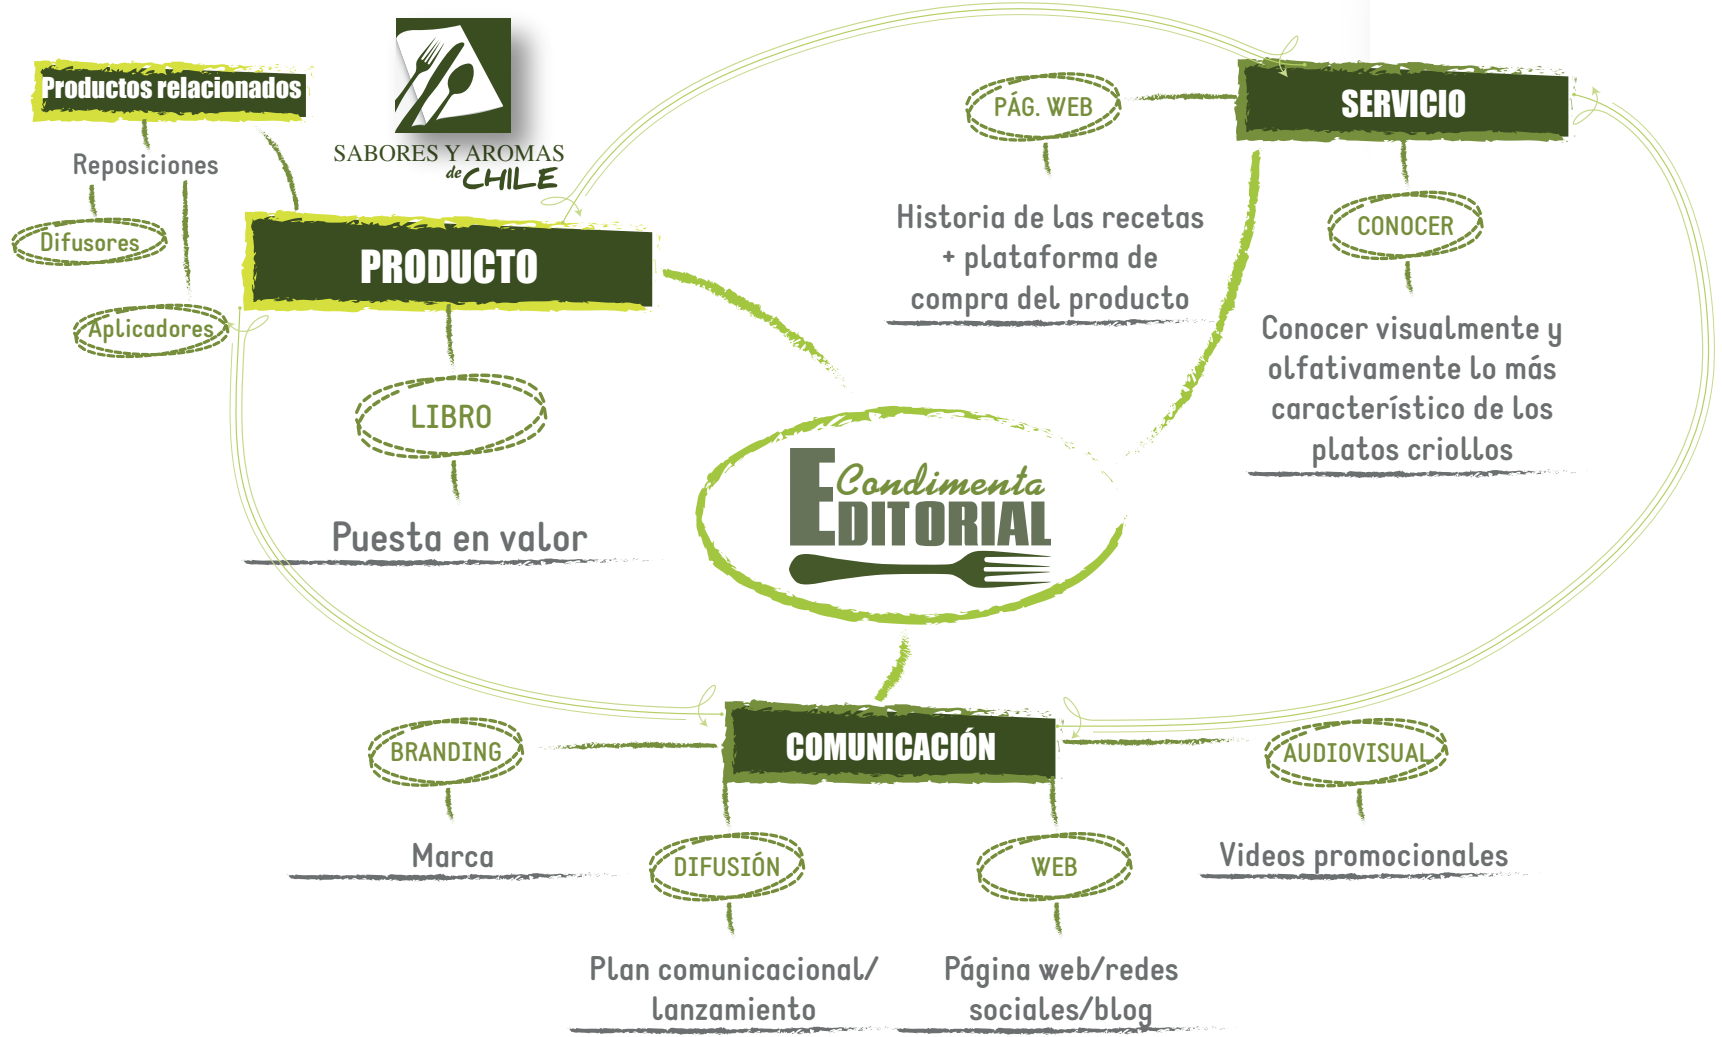 Productos relacionados
Reposiciones
Difusores
Aplicadores
SABORES Y AROMAS
de CHILE
PRODUCTO
LIBRO
Puesta en valor
PÁG. WEB
Historia de las recetas
+ plataforma de
compra del producto
SERVICIO
CONOCER
Conocer visualmente y
olfativamente lo más
característico de los
platos criollos
Condimenta
EDITORIAL
COMUNICACIÓN
BRANDING
Marca
DIFUSIÓN
Plan comunicacional/
lanzamiento
WEB
Página web/redes
sociales/blog
AUDIOVISUAL
Videos promocionales